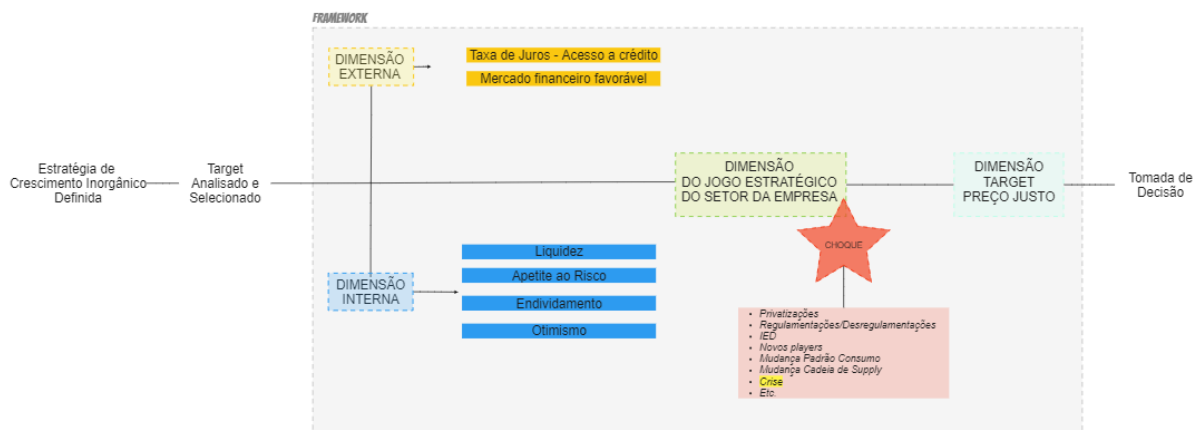 FRAMEWORK
DIMENSÃO
EXTERNA
Taxa de Juros - Acesso a crédito
Mercado financeiro favorável
Estratégia de
Crescimento Inorgânico
Definida
Target
Analisado e
Selecionado
DIMENSÃO
DO JOGO ESTRATÉGICO
DO SETOR DA EMPRESA
DIMENSÃO
TARGET
PREÇO JUSTO
Tomada de
Decisão
CHOQUE
DIMENSÃO
INTERNA
Liquidez
Apetite ao Risco
Endividamento
Otimismo
• Privatizações
• Regulamentações/Desregulamentações
• IED
• Novos players
• Mudança Padrão Consumo
• Mudança Cadeia de Supply
• Crise
• Etc.